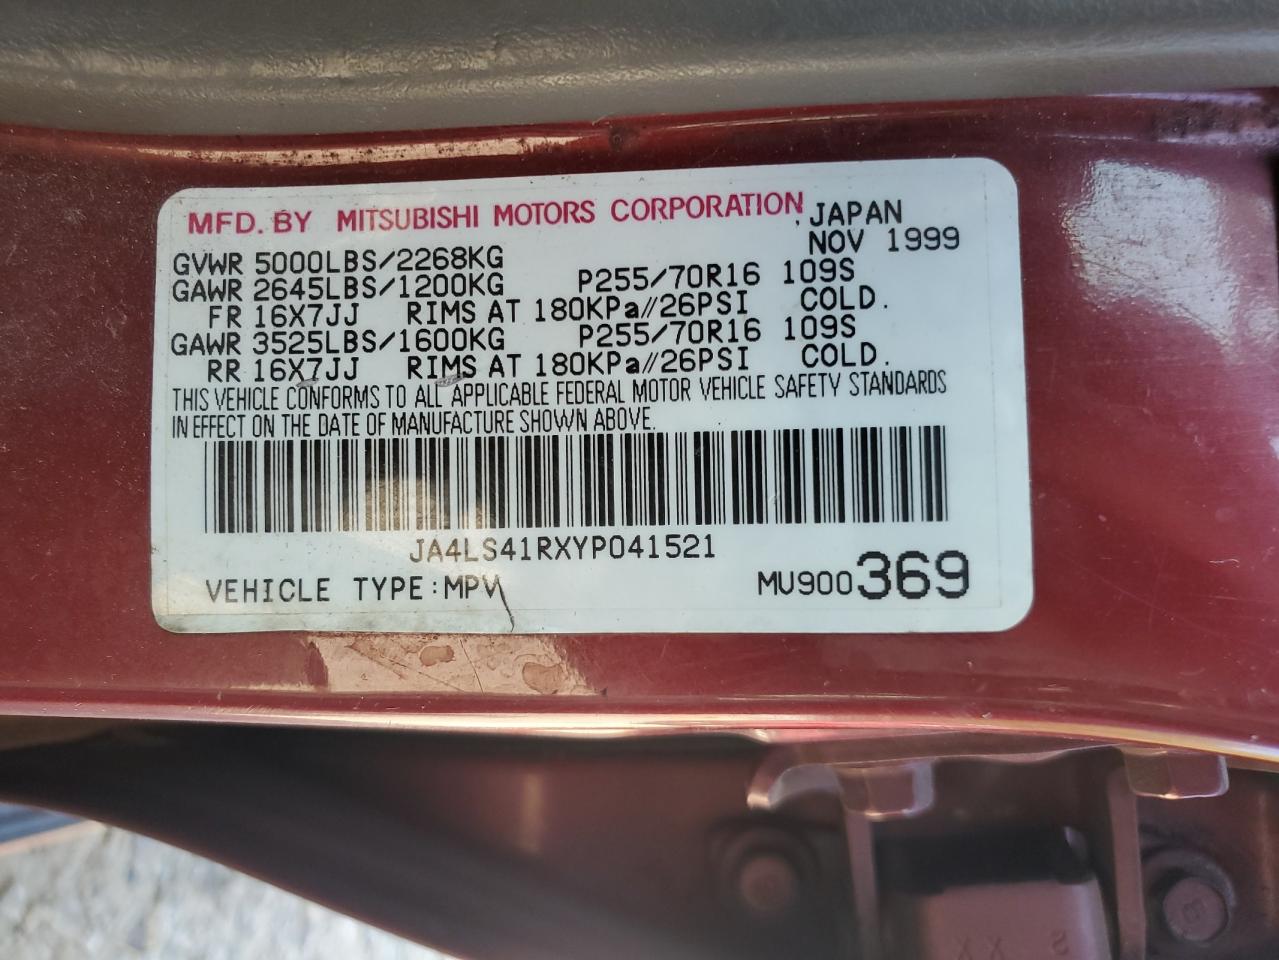 MFD. BY MITSUBISHI MOTORS CORPORATION JAPAN
NOV 1999
GVWR 5000LBS/2268KG
GAWR 2645LBS/1200KG P255/70R16 109S
FR 16X7JJ RIMS AT 180KPa//26PSI COLD.
GAWR 3525LBS/1600KG P255/70R16 109S
RR 16X7JJ RIMS AT 180KPa//26PSI COLD.
THIS VEHICLE CONFORMS TO ALL APPLICABLE FEDERAL MOTOR VEHICLE SAFETY STANDARDS
IN EFFECT ON THE DATE OF MANUFACTURE SHOWN ABOVE.
JA4LS41RXYP041521
VEHICLE TYPE:MPV MU900369